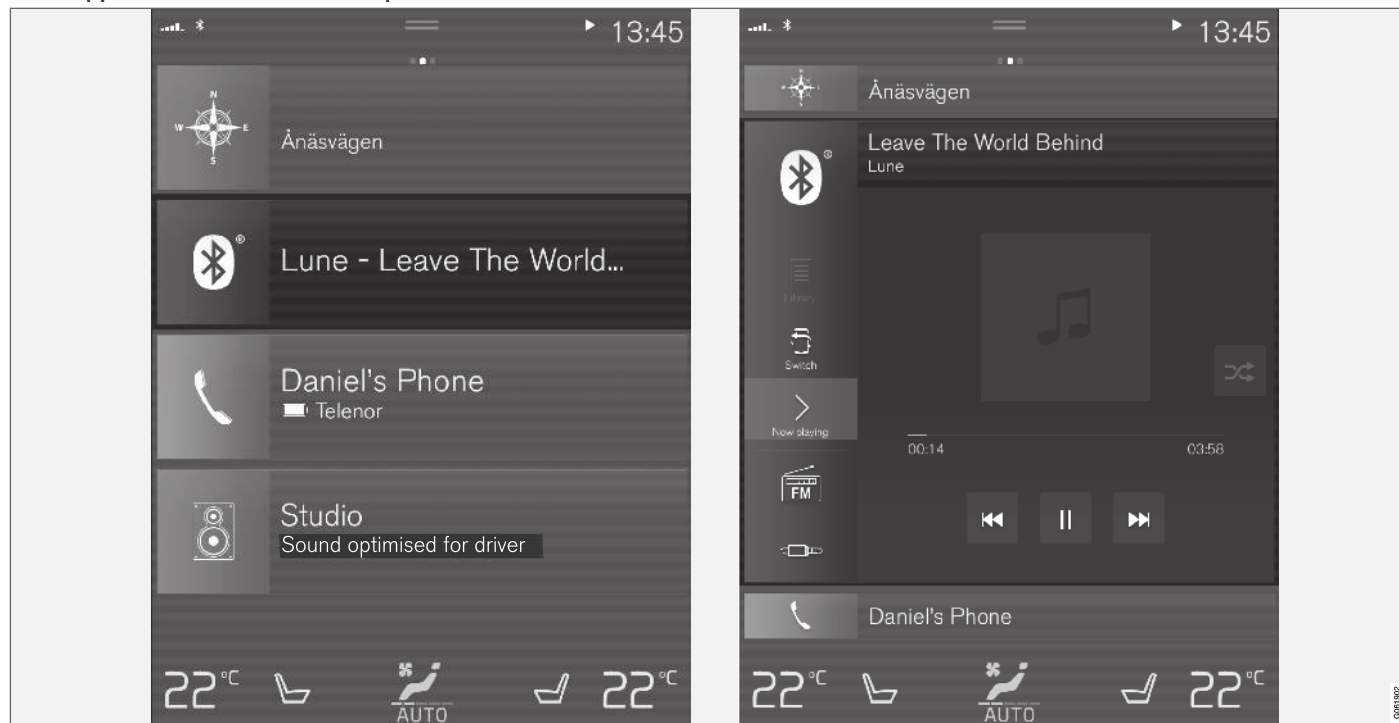 13:45
N
W E
S
Ånäsvägen
Lune - Leave The World...
Daniel's Phone
Telenor
Studio
Sound optimised for driver
22°C
AUTO
22°C
13:45
Ånäsvägen
Leave The World Behind
Lune
Library
Switch
Now playing
00:14
03:58
FM
Daniel's Phone
22°C
AUTO
22°C